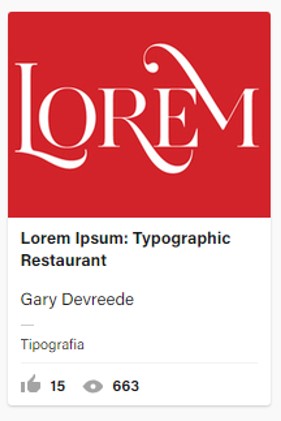 LOREM
Lorem Ipsum: Typographic
Restaurant
Gary Devreede
—
Tipografia
15 663